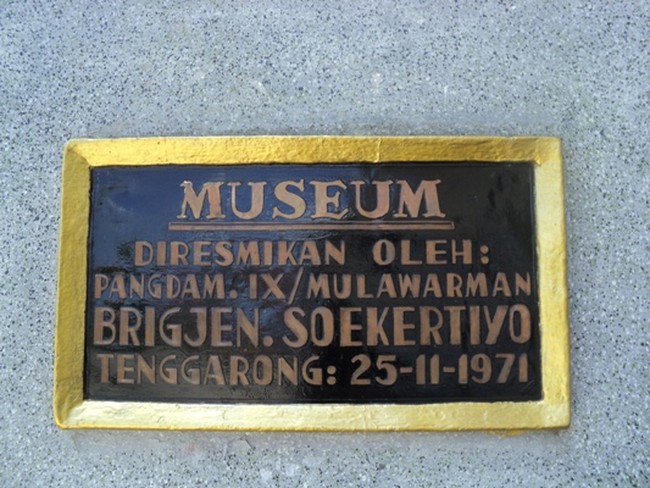 MUSEUM
DIRESMIKAN OLEH:
PANGDAM. IX/MULAWARMAN
BRIGJEN. SOEKERTIYO
TENGGARONG: 25-11-1971